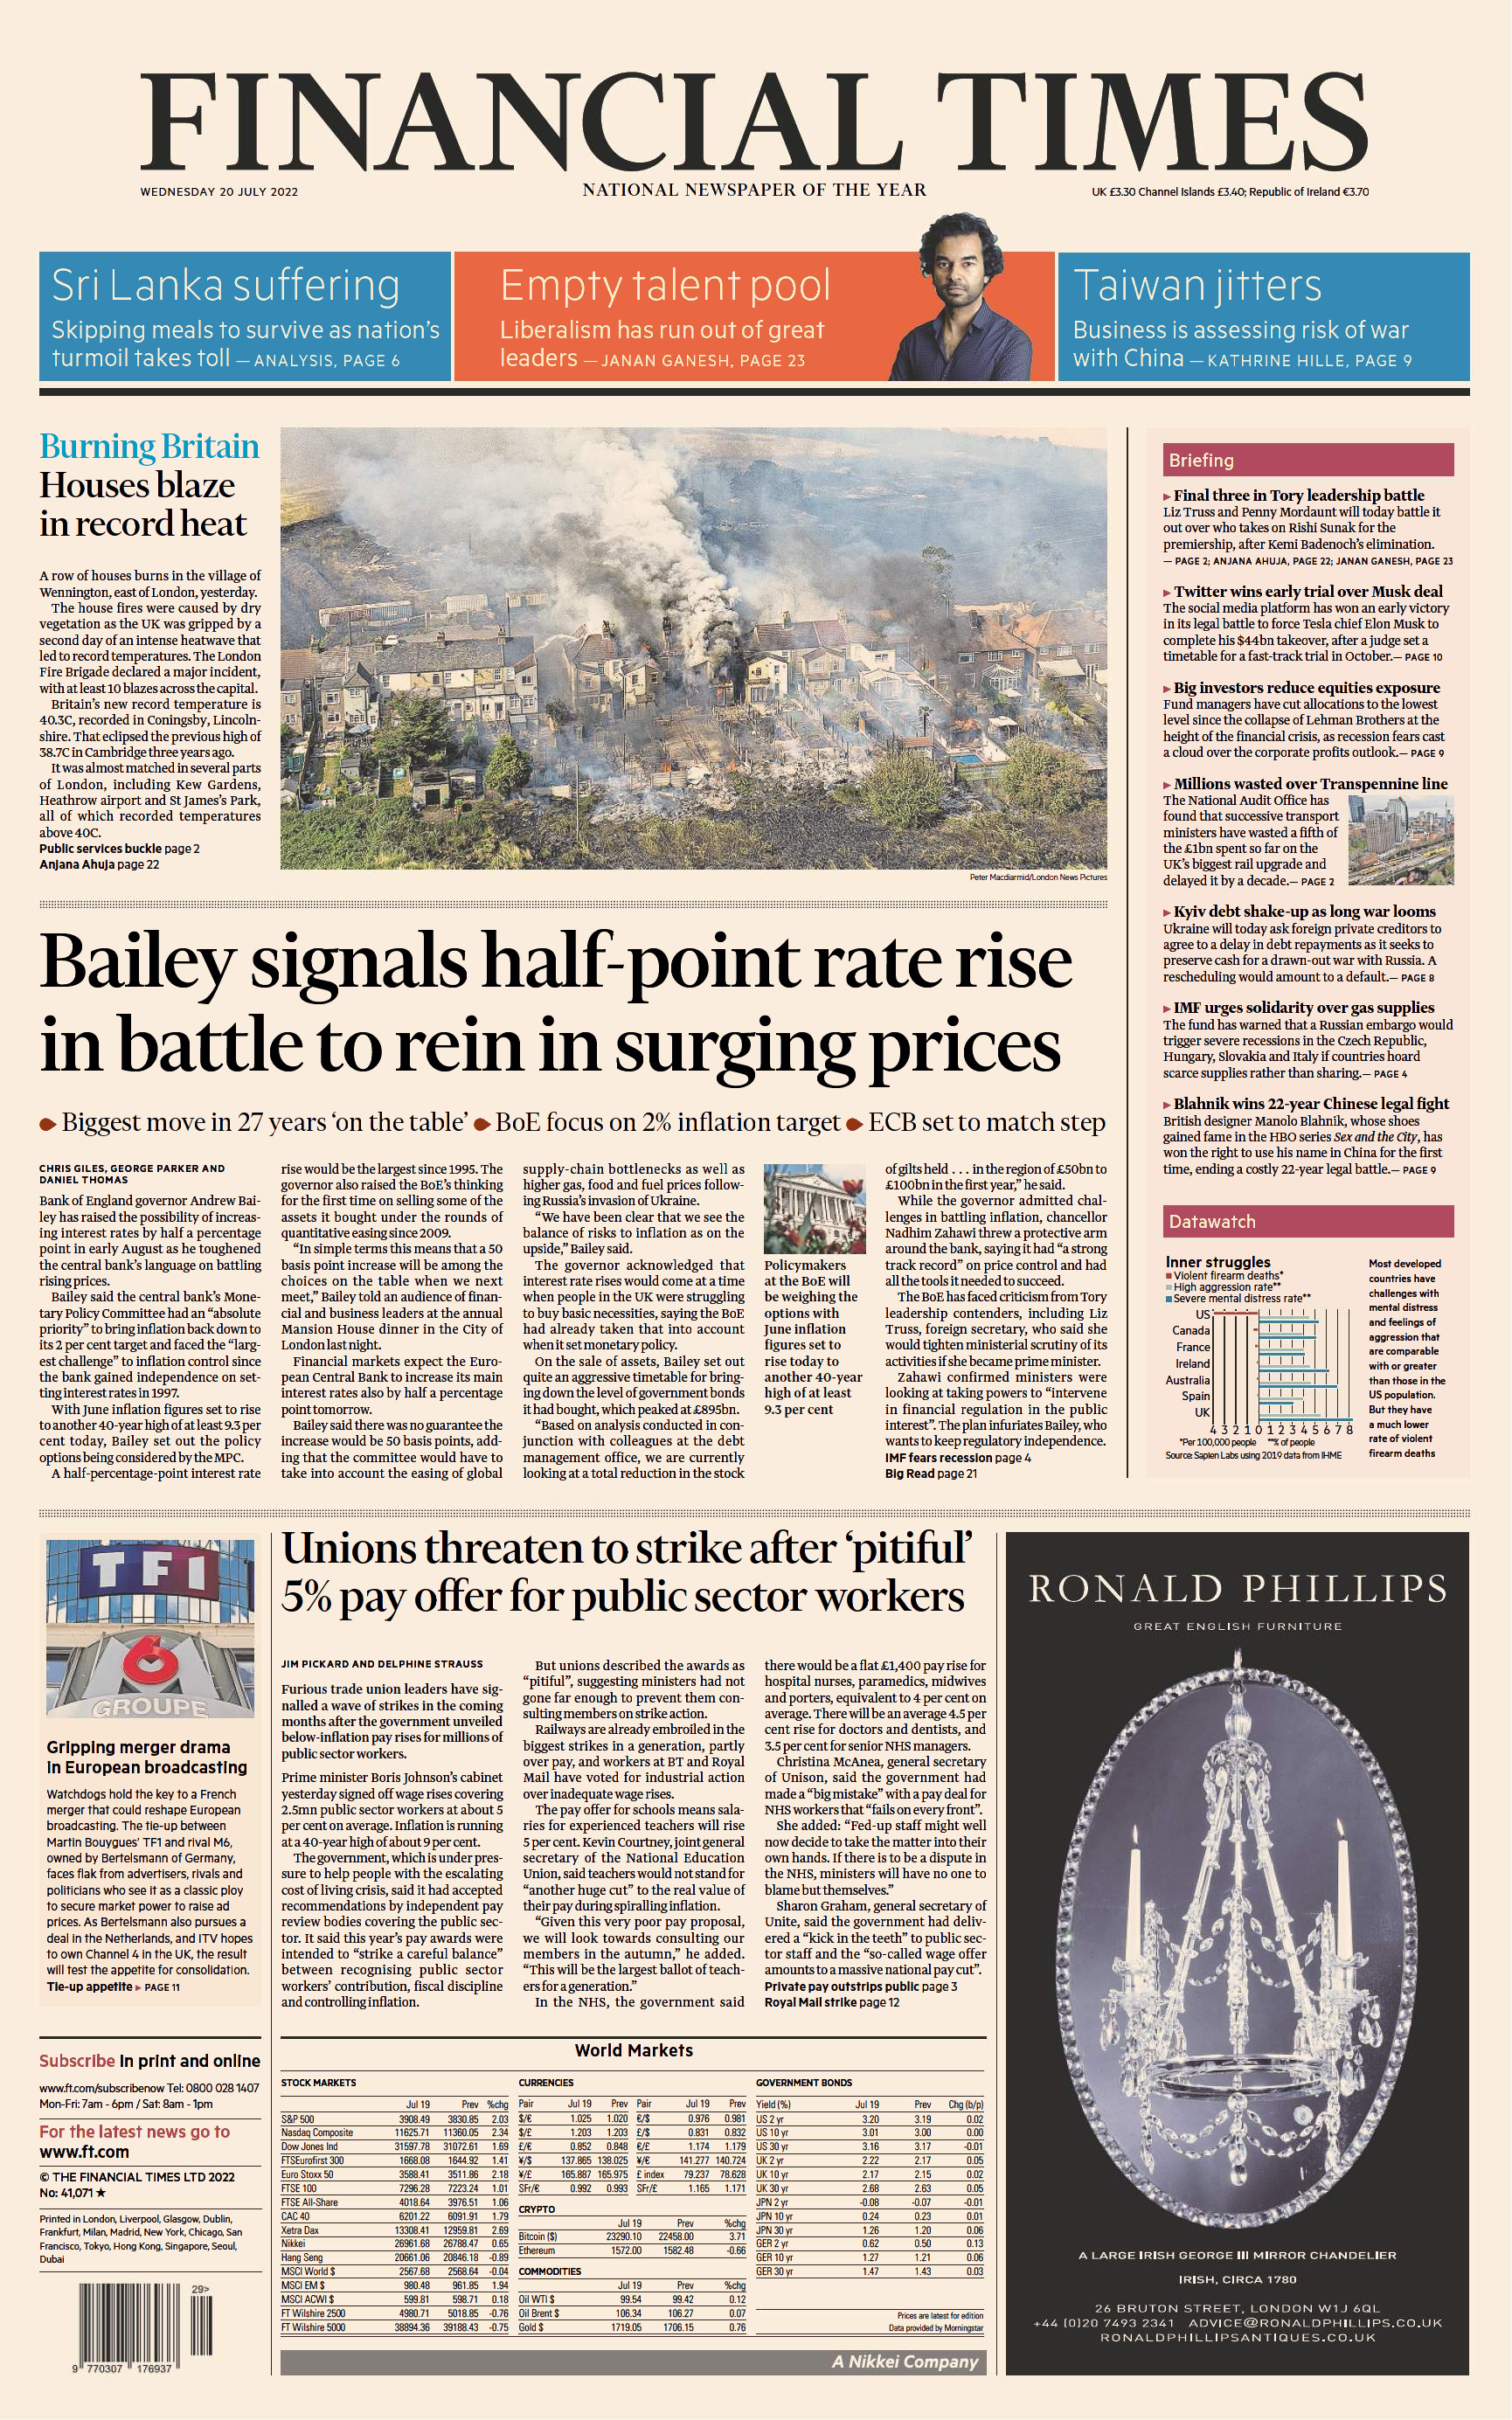 FINANCIAL TIMES
WEDNESDAY 20 JULY 2022
NATIONAL NEWSPAPER OF THE YEAR
UK £3.30 Channel Islands £3.40; Republic of Ireland €3.70
Sri Lanka suffering
Skipping meals to survive as nation's
turmoil takes toll — ANALYSIS, PAGE 6
Empty talent pool
Liberalism has run out of great
leaders — JANAN GANESH, PAGE 23
Taiwan jitters
Business is assessing risk of war
with China — KATHRINE HILLE, PAGE 9
Burning Britain
Houses blaze
in record heat
A row of houses burns in the village of
Wennington, east of London, yesterday.
The house fires were caused by dry
vegetation as the UK was gripped by a
second day of an intense heatwave that
led to record temperatures. The London
Fire Brigade declared a major incident,
with at least 10 blazes across the capital.
Britain's new record temperature is
40.3C, recorded in Coningsby, Lincoln-
shire. That eclipsed the previous high of
38.7C in Cambridge three years ago.
It was almost matched in several parts
of London, including Kew Gardens,
Heathrow airport and St James's Park,
all of which recorded temperatures
above 40C.
Public services buckle page 2
Anjana Ahuja page 22
Peter Macdiarmid/London News Pictures
Bailey signals half-point rate rise
in battle to rein in surging prices
Biggest move in 27 years 'on the table' BoE focus on 2% inflation target ECB set to match step
CHRIS GILES, GEORGE PARKER AND
DANIEL THOMAS
Bank of England governor Andrew Bai-
ley has raised the possibility of increas-
ing interest rates by half a percentage
point in early August as he toughened
the central bank's language on battling
rising prices.
Bailey said the central bank's Mone-
tary Policy Committee had an "absolute
priority" to bring inflation back down to
its 2 per cent target and faced the "larg-
est challenge" to inflation control since
the bank gained independence on set-
ting interest rates in 1997.
With June inflation figures set to rise
to another 40-year high of at least 9.3 per
cent today, Bailey set out the policy
options being considered by the MPC.
A half-percentage-point interest rate
rise would be the largest since 1995. The
governor also raised the BoE's thinking
for the first time on selling some of the
assets it bought under the rounds of
quantitative easing since 2009.
"In simple terms this means that a 50
basis point increase will be among the
choices on the table when we next
meet," Bailey told an audience of finan-
cial and business leaders at the annual
Mansion House dinner in the City of
London last night.
Financial markets expect the Euro-
pean Central Bank to increase its main
interest rates also by half a percentage
point tomorrow.
Bailey said there was no guarantee the
increase would be 50 basis points, add-
ing that the committee would have to
take into account the easing of global
supply-chain bottlenecks as well as
higher gas, food and fuel prices follow-
ing Russia's invasion of Ukraine.
"We have been clear that we see the
balance of risks to inflation as on the
upside," Bailey said.
The governor acknowledged that
interest rate rises would come at a time
when people in the UK were struggling
to buy basic necessities, saying the BoE
had already taken that into account
when it set monetary policy.
On the sale of assets, Bailey set out
quite an aggressive timetable for bring-
ing down the level of government bonds
it had bought, which peaked at £895bn.
"Based on analysis conducted in con-
junction with colleagues at the debt
management office, we are currently
looking at a total reduction in the stock
Policymakers
at the BoE will
be weighing the
options with
June inflation
figures set to
rise today to
another 40-year
high of at least
9.3 per cent
of gilts held . . . in the region of £50bn to
£100bn in the first year," he said.
While the governor admitted chal-
lenges in battling inflation, chancellor
Nadhim Zahawi threw a protective arm
around the bank, saying it had "a strong
track record" on price control and had
all the tools it needed to succeed.
The BoE has faced criticism from Tory
leadership contenders, including Liz
Truss, foreign secretary, who said she
would tighten ministerial scrutiny of its
activities if she became prime minister.
Zahawi confirmed ministers were
looking at taking powers to "intervene
in financial regulation in the public
interest". The plan infuriates Bailey, who
wants to keep regulatory independence.
IMF fears recession page 4
Big Read page 21
Briefing
Final three in Tory leadership battle
Liz Truss and Penny Mordaunt will today battle it
out over who takes on Rishi Sunak for the
premiership, after Kemi Badenoch's elimination.
— PAGE 2; ANJANA AHUJA, PAGE 22; JANAN GANESH, PAGE 23
Twitter wins early trial over Musk deal
The social media platform has won an early victory
in its legal battle to force Tesla chief Elon Musk to
complete his $44bn takeover, after a judge set a
timetable for a fast-track trial in October.— PAGE 10
Big investors reduce equities exposure
Fund managers have cut allocations to the lowest
level since the collapse of Lehman Brothers at the
height of the financial crisis, as recession fears cast
a cloud over the corporate profits outlook.— PAGE 9
Millions wasted over Transpennine line
The National Audit Office has
found that successive transport
ministers have wasted a fifth of
the £1bn spent so far on the
UK's biggest rail upgrade and
delayed it by a decade.— PAGE 2
Kyiv debt shake-up as long war looms
Ukraine will today ask foreign private creditors to
agree to a delay in debt repayments as it seeks to
preserve cash for a drawn-out war with Russia. A
rescheduling would amount to a default.— PAGE 8
IMF urges solidarity over gas supplies
The fund has warned that a Russian embargo would
trigger severe recessions in the Czech Republic,
Hungary, Slovakia and Italy if countries hoard
scarce supplies rather than sharing.— PAGE 4
Blahnik wins 22-year Chinese legal fight
British designer Manolo Blahnik, whose shoes
gained fame in the HBO series Sex and the City, has
won the right to use his name in China for the first
time, ending a costly 22-year legal battle.— PAGE 9
Datawatch
Inner struggles
Violent firearm deaths*
High aggression rate**
Severe mental distress rate**
US
Canada
France
Ireland
Australia
Spain
UK
4 3 2 1 0 1 2 3 4 5 6 7 8
*Per 100,000 people **% of people
Source: Sapien Labs using 2019 data from IHME
Most developed
countries have
challenges with
mental distress
and feelings of
aggression that
are comparable
with or greater
than those in the
US population.
But they have
a much lower
rate of violent
firearm deaths
TF1
6
GROUPE
Gripping merger drama
in European broadcasting
Watchdogs hold the key to a French
merger that could reshape European
broadcasting. The tie-up between
Martin Bouygues' TF1 and rival M6,
owned by Bertelsmann of Germany,
faces flak from advertisers, rivals and
politicians who see it as a classic ploy
to secure market power to raise ad
prices. As Bertelsmann also pursues a
deal in the Netherlands, and ITV hopes
to own Channel 4 in the UK, the result
will test the appetite for consolidation.
Tie-up appetite PAGE 11
Unions threaten to strike after 'pitiful'
5% pay offer for public sector workers
JIM PICKARD AND DELPHINE STRAUSS
Furious trade union leaders have sig-
nalled a wave of strikes in the coming
months after the government unveiled
below-inflation pay rises for millions of
public sector workers.
Prime minister Boris Johnson's cabinet
yesterday signed off wage rises covering
2.5mn public sector workers at about 5
per cent on average. Inflation is running
at a 40-year high of about 9 per cent.
The government, which is under pres-
sure to help people with the escalating
cost of living crisis, said it had accepted
recommendations by independent pay
review bodies covering the public sec-
tor. It said this year's pay awards were
intended to "strike a careful balance"
between recognising public sector
workers' contribution, fiscal discipline
and controlling inflation.
But unions described the awards as
"pitiful", suggesting ministers had not
gone far enough to prevent them con-
sulting members on strike action.
Railways are already embroiled in the
biggest strikes in a generation, partly
over pay, and workers at BT and Royal
Mail have voted for industrial action
over inadequate wage rises.
The pay offer for schools means sala-
ries for experienced teachers will rise
5 per cent. Kevin Courtney, joint general
secretary of the National Education
Union, said teachers would not stand for
"another huge cut" to the real value of
their pay during spiralling inflation.
"Given this very poor pay proposal,
we will look towards consulting our
members in the autumn," he added.
"This will be the largest ballot of teach-
ers for a generation."
In the NHS, the government said
there would be a flat £1,400 pay rise for
hospital nurses, paramedics, midwives
and porters, equivalent to 4 per cent on
average. There will be an average 4.5 per
cent rise for doctors and dentists, and
3.5 per cent for senior NHS managers.
Christina McAnea, general secretary
of Unison, said the government had
made a "big mistake" with a pay deal for
NHS workers that "fails on every front".
She added: "Fed-up staff might well
now decide to take the matter into their
own hands. If there is to be a dispute in
the NHS, ministers will have no one to
blame but themselves."
Sharon Graham, general secretary of
Unite, said the government had deliv-
ered a "kick in the teeth" to public sec-
tor staff and the "so-called wage offer
amounts to a massive national pay cut".
Private pay outstrips public page 3
Royal Mail strike page 12
Subscribe In print and online
www.ft.com/subscribenow Tel: 0800 028 1407
Mon-Fri: 7am - 6pm / Sat: 8am - 1pm
For the latest news go to
www.ft.com
© THE FINANCIAL TIMES LTD 2022
No: 41,071 ★
Printed in London, Liverpool, Glasgow, Dublin,
Frankfurt, Milan, Madrid, New York, Chicago, San
Francisco, Tokyo, Hong Kong, Singapore, Seoul,
Dubai
29>
9 770307 176937
World Markets
STOCK MARKETS
Jul 19 Prev %chg
S&P 500 3908.49 3830.85 2.03
Nasdaq Composite 11625.71 11360.05 2.34
Dow Jones Ind 31597.78 31072.61 1.69
FTSEurofirst 300 1668.08 1644.92 1.41
Euro Stoxx 50 3588.41 3511.86 2.18
FTSE 100 7296.28 7223.24 1.01
FTSE All-Share 4018.64 3976.51 1.06
CAC 40 6201.22 6091.91 1.79
Xetra Dax 13308.41 12959.81 2.69
Nikkei 26961.68 26788.47 0.65
Hang Seng 20661.06 20846.18 -0.89
MSCI World $ 2567.68 2568.64 -0.04
MSCI EM $ 980.48 961.85 1.94
MSCI ACWI $ 599.81 598.71 0.18
FT Wilshire 2500 4980.71 5018.85 -0.76
FT Wilshire 5000 38894.36 39188.43 -0.75
CURRENCIES
Pair Jul 19 Prev Pair Jul 19 Prev
$/€ 1.025 1.020 €/$ 0.976 0.981
$/£ 1.203 1.203 £/$ 0.831 0.832
£/€ 0.852 0.848 €/£ 1.174 1.179
¥/$ 137.865 138.025 ¥/€ 141.277 140.724
¥/£ 165.887 165.975 £ index 79.237 78.628
SFr/€ 0.992 0.993 SFr/£ 1.165 1.171
CRYPTO
Jul 19 Prev %chg
Bitcoin ($) 23290.10 22458.00 3.71
Ethereum 1572.00 1582.48 -0.66
COMMODITIES
Jul 19 Prev %chg
Oil WTI $ 99.54 99.42 0.12
Oil Brent $ 106.34 106.27 0.07
Gold $ 1719.05 1706.15 0.76
GOVERNMENT BONDS
Yield (%) Jul 19 Prev Chg (b/p)
US 2 yr 3.20 3.19 0.02
US 10 yr 3.01 3.00 0.00
US 30 yr 3.16 3.17 -0.01
UK 2 yr 2.22 2.17 0.05
UK 10 yr 2.17 2.15 0.02
UK 30 yr 2.68 2.63 0.05
JPN 2 yr -0.08 -0.07 -0.01
JPN 10 yr 0.24 0.23 0.01
JPN 30 yr 1.26 1.20 0.06
GER 2 yr 0.62 0.50 0.13
GER 10 yr 1.27 1.21 0.06
GER 30 yr 1.47 1.43 0.03
Prices are latest for edition
Data provided by Morningstar
A Nikkei Company
RONALD PHILLIPS
GREAT ENGLISH FURNITURE
A LARGE IRISH GEORGE III MIRROR CHANDELIER
IRISH, CIRCA 1780
26 BRUTON STREET, LONDON W1J 6QL
+44 (0)20 7493 2341 ADVICE@RONALDPHILLIPS.CO.UK
RONALDPHILLIPSANTIQUES.CO.UK